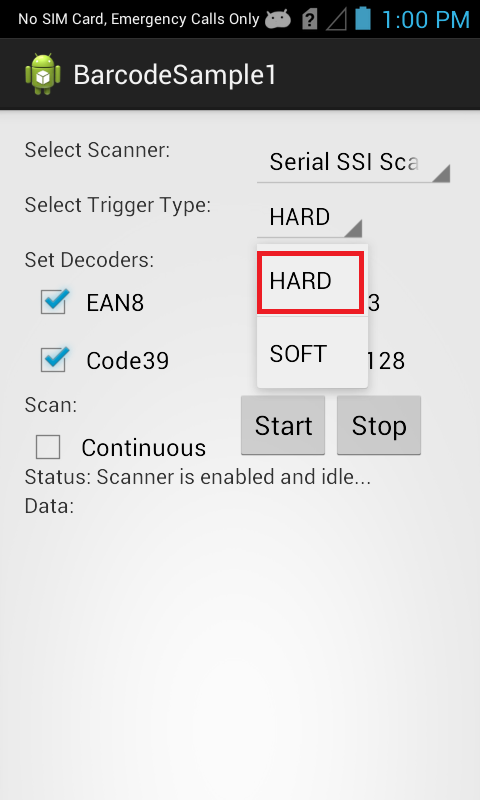 No SIM Card, Emergency Calls Only 1:00 PM
BarcodeSample1
Select Scanner: Serial SSI Sca
Select Trigger Type: HARD
Set Decoders:
HARD
EAN8 3
SOFT
Code39 128
Scan:
Start Stop
Continuous
Status: Scanner is enabled and idle...
Data: